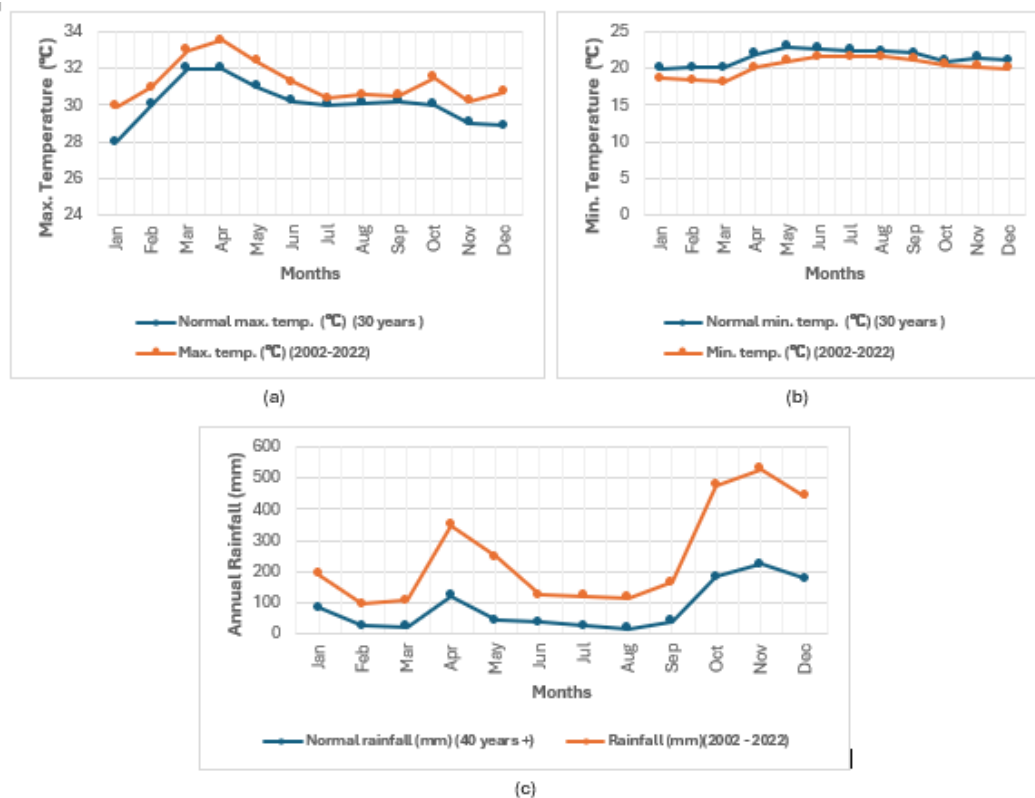 34
32
30
28
26
24
Max. Temperature (℃)
Jan Feb Mar Apr May Jun Jul Aug Sep Oct Nov Dec
Months
Normal max. temp. (℃) (30 years )
Max. temp. (℃) (2002-2022)
(a)
25
20
15
10
5
0
Min. Temperature (℃)
Jan Feb Mar Apr May Jun Jul Aug Sep Oct Nov Dec
Months
Normal min. temp. (℃) (30 years )
Min. temp. (℃) (2002-2022)
(b)
600
500
400
300
200
100
0
Annual Rainfall (mm)
Jan Feb Mar Apr May Jun Jul Aug Sep Oct Nov Dec
Months
Normal rainfall (mm) (40 years +) Rainfall (mm)(2002 - 2022)
(c)